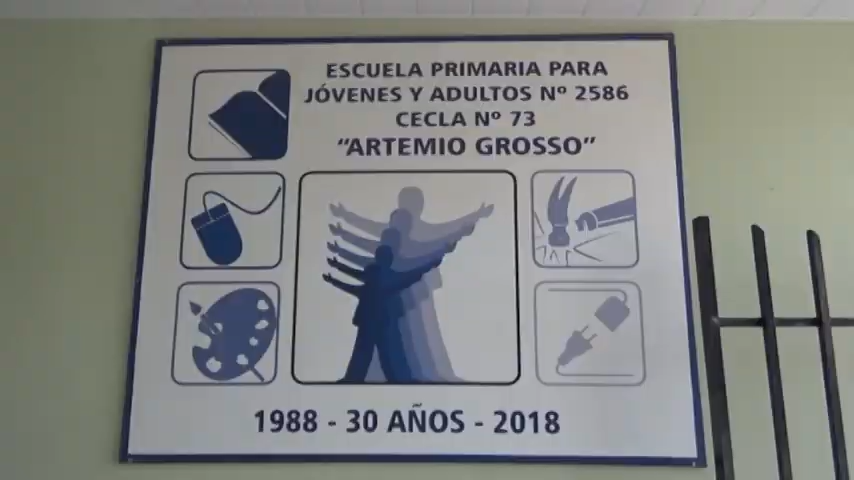 ESCUELA PRIMARIA PARA
JÓVENES Y ADULTOS Nº 2586
CECLA Nº 73
“ARTEMIO GROSSO”
1988 - 30 AÑOS - 2018